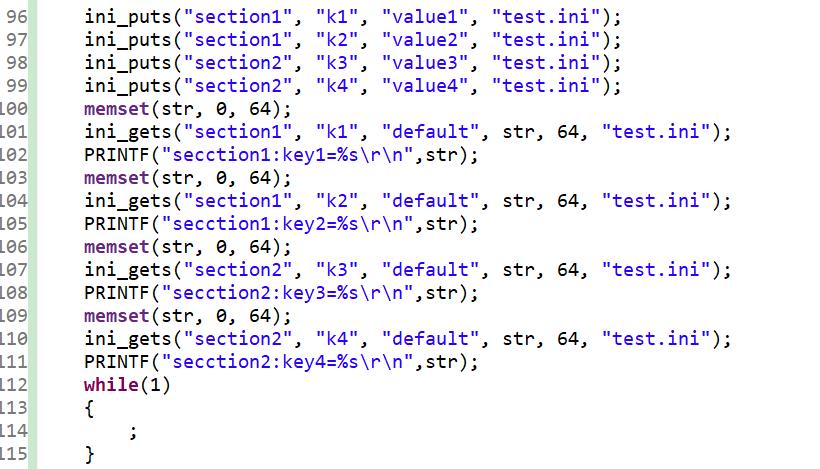 96 ini_puts("section1", "k1", "value1", "test.ini");
97 ini_puts("section1", "k2", "value2", "test.ini");
98 ini_puts("section2", "k3", "value3", "test.ini");
99 ini_puts("section2", "k4", "value4", "test.ini");
100 memset(str, 0, 64);
101 ini_gets("section1", "k1", "default", str, 64, "test.ini");
102 PRINTF("secction1:key1=%s\r\n",str);
103 memset(str, 0, 64);
104 ini_gets("section1", "k2", "default", str, 64, "test.ini");
105 PRINTF("secction1:key2=%s\r\n",str);
106 memset(str, 0, 64);
107 ini_gets("section2", "k3", "default", str, 64, "test.ini");
108 PRINTF("secction2:key3=%s\r\n",str);
109 memset(str, 0, 64);
110 ini_gets("section2", "k4", "default", str, 64, "test.ini");
111 PRINTF("secction2:key4=%s\r\n",str);
112 while(1)
113 {
114 ;
115 }